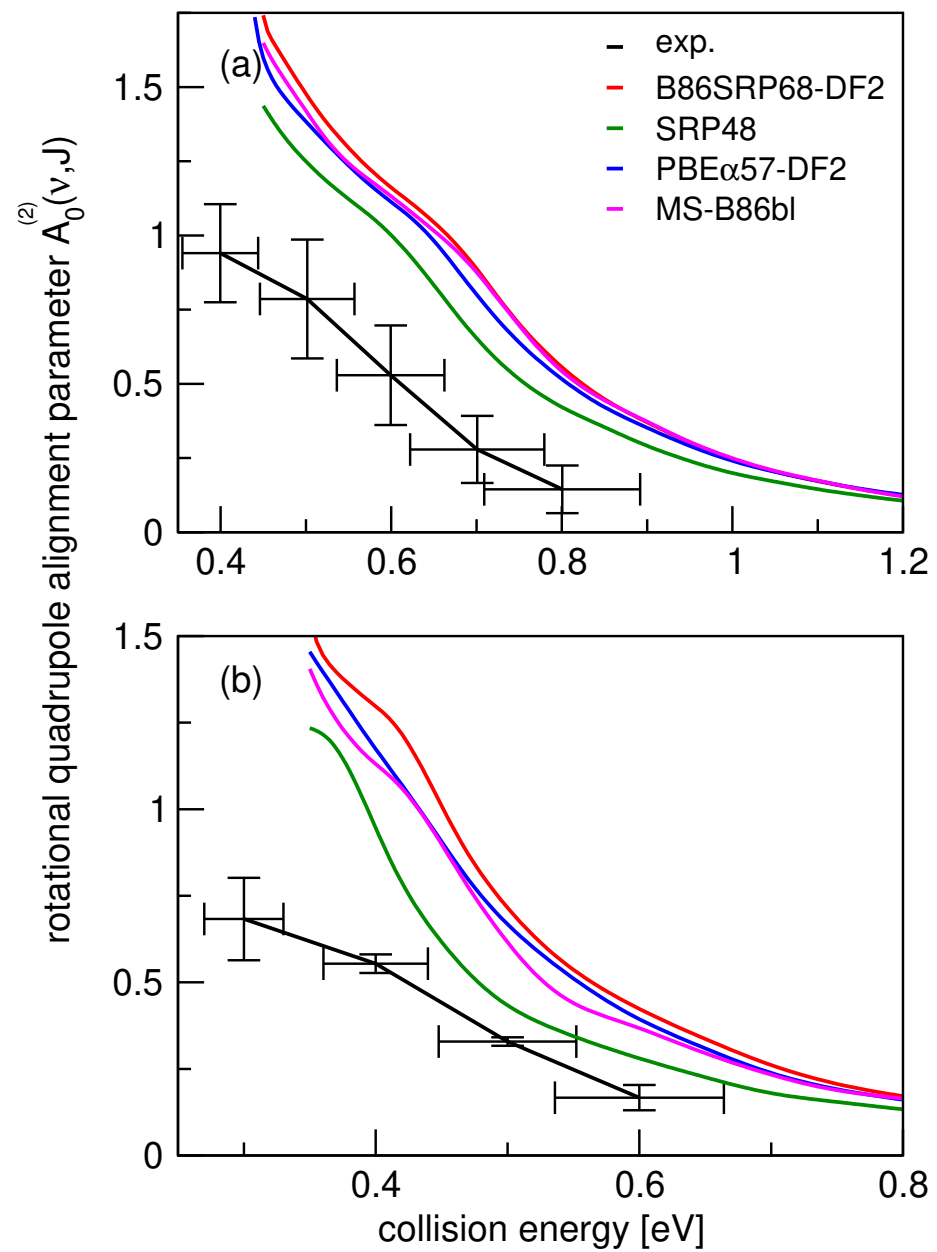 rotational quadrupole alignment parameter A₀⁽²⁾(ν,J)
(a)
exp.
B86SRP68-DF2
SRP48
PBEα57-DF2
MS-B86bl
1.5
1
0.5
0
0.4 0.6 0.8 1 1.2
(b)
1.5
1
0.5
0
0.4 0.6 0.8
collision energy [eV]